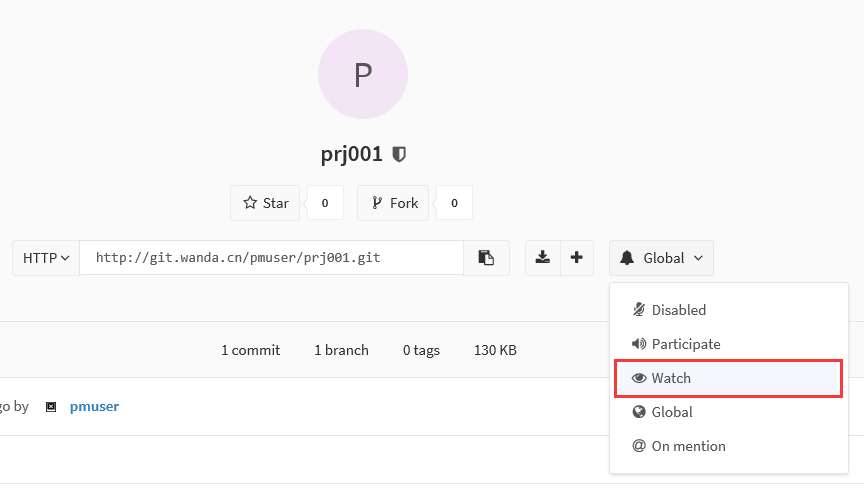 P
prj001
Star 0 Fork 0
HTTP http://git.wanda.cn/pmuser/prj001.git Global
Disabled
Participate
Watch
Global
@ On mention
1 commit 1 branch 0 tags 130 KB
go by pmuser